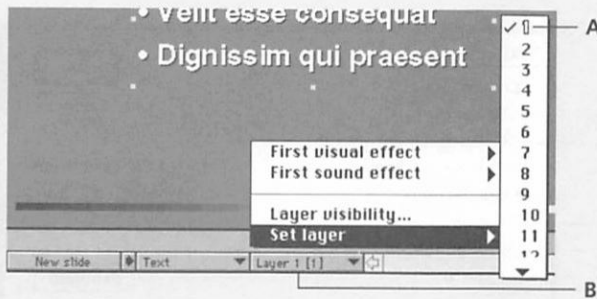 • Velit esse consequat
• Dignissim qui praesent
First visual effect
First sound effect
Layer visibility...
Set layer
New slide
Text
Layer 1 [1]
1
2
3
4
5
6
7
8
9
10
11
12
A
B